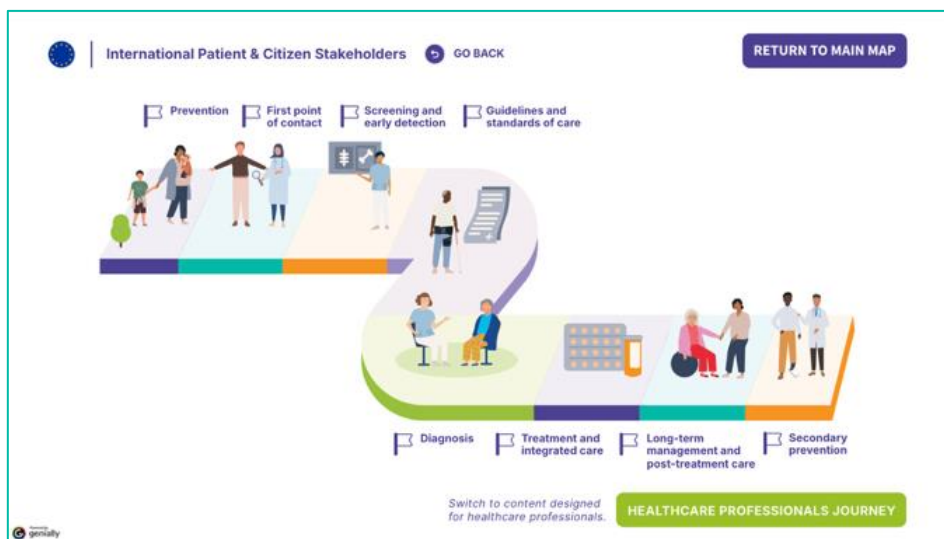 International Patient & Citizen Stakeholders
GO BACK
RETURN TO MAIN MAP
Prevention
First point
of contact
Screening and
early detection
Guidelines and
standards of care
Diagnosis
Treatment and
integrated care
Long-term
management and
post-treatment care
Secondary
prevention
Switch to content designed
for healthcare professionals.
HEALTHCARE PROFESSIONALS JOURNEY
genially